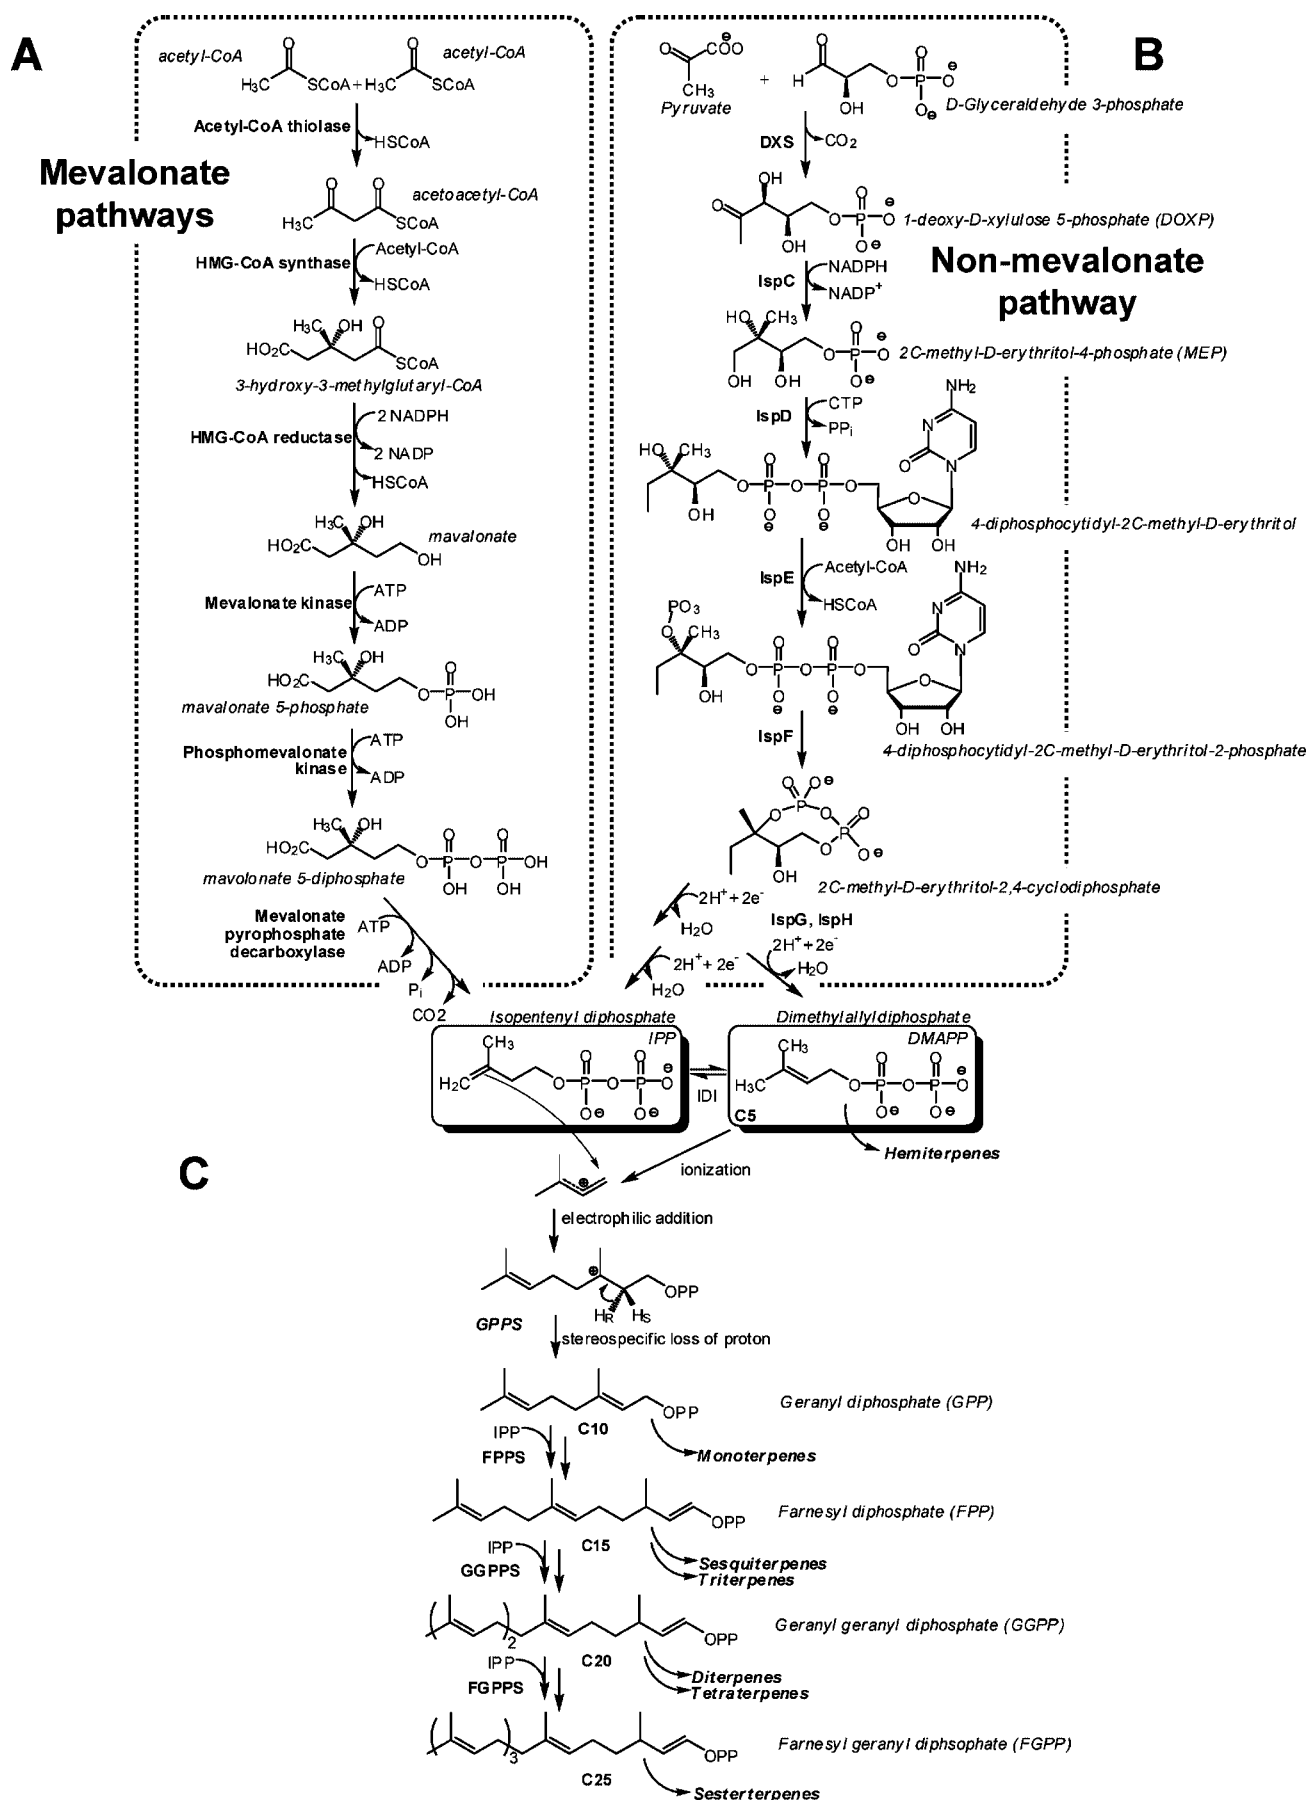 A
Mevalonate
pathways
acetyl-CoA
acetyl-CoA
O
O
H₃C
SCoA+H₃C
SCoA
Acetyl-CoA thiolase
HSCoA
O
O
acetoacetyl-CoA
H₃C
SCoA
HMG-CoA synthase
Acetyl-CoA
HSCoA
H₃C
OH
O
HO₂C
SCoA
3-hydroxy-3-methylglutaryl-CoA
HMG-CoA reductase
2 NADPH
2 NADP
HSCoA
H₃C
OH
HO₂C
OH
mavalonate
Mevalonate kinase
ATP
ADP
H₃C
OH
O
HO₂C
O
P
OH
OH
mavalonate 5-phosphate
Phosphomevalonate
kinase
ATP
ADP
H₃C
OH
O
O
HO₂C
O
P
O
P
OH
OH
OH
mavolonate 5-diphosphate
Mevalonate
pyrophosphate
decarboxylase
ATP
ADP
Pi
CO2
B
Non-mevalonate
pathway
O
COO
⊖
CH₃
Pyruvate
+
O
H
OH
O
P
O
O⊖
O
⊖
D-Glyceraldehyde 3-phosphate
DXS
CO₂
OH
O
OH
O
P
O
O
⊖
O
⊖
1-deoxy-D-xylulose 5-phosphate (DOXP)
IspC
NADPH
NADP⁺
HO
CH₃
OH
OH
O
P
O
O
⊖
O⊖
2C-methyl-D-erythritol-4-phosphate (MEP)
IspD
CTP
PPi
NH₂
N
N
O
HO
CH₃
OH
O
P
O
O
⊖
O
P
O
O
⊖
O
O
OH
OH
4-diphosphocytidyl-2C-methyl-D-erythritol
IspE
Acetyl-CoA
HSCoA
NH₂
N
N
O
PO₃
O
CH₃
OH
O
P
O
O
⊖
O
P
O
O
⊖
O
O
OH
OH
4-diphosphocytidyl-2C-methyl-D-erythritol-2-phosphate
IspF
O
O⊖
P
O
O
O
P
O
O⊖
OH
2C-methyl-D-erythritol-2,4-cyclodiphosphate
2H⁺+2e⁻
H₂O
IspG, IspH
2H⁺+2e⁻
H₂O
2H⁺+2e⁻
H₂O
Isopentenyl diphosphate
IPP
CH₃
H₂C
O
P
O
O⊖
O
P
O
O⊖
O
⊖
IDI
Dimethylallyldiphosphate
DMAPP
CH₃
H₃C
O
P
O
O⊖
O
P
O
O⊖
O
⊖
C5
Hemiterpenes
C
ionization
⊕
electrophilic addition
⊕
OPP
H_R
H_S
GPPS
stereospecific loss of proton
OPP
Geranyl diphosphate (GPP)
C10
IPP
FPPS
Monoterpenes
OPP
Farnesyl diphosphate (FPP)
C15
IPP
GGPPS
Sesquiterpenes
Triterpenes
2
OPP
Geranyl geranyl diphosphate (GGPP)
C20
IPP
FGPPS
Diterpenes
Tetraterpenes
3
OPP
Farnesyl geranyl diphsophate (FGPP)
C25
Sesterterpenes